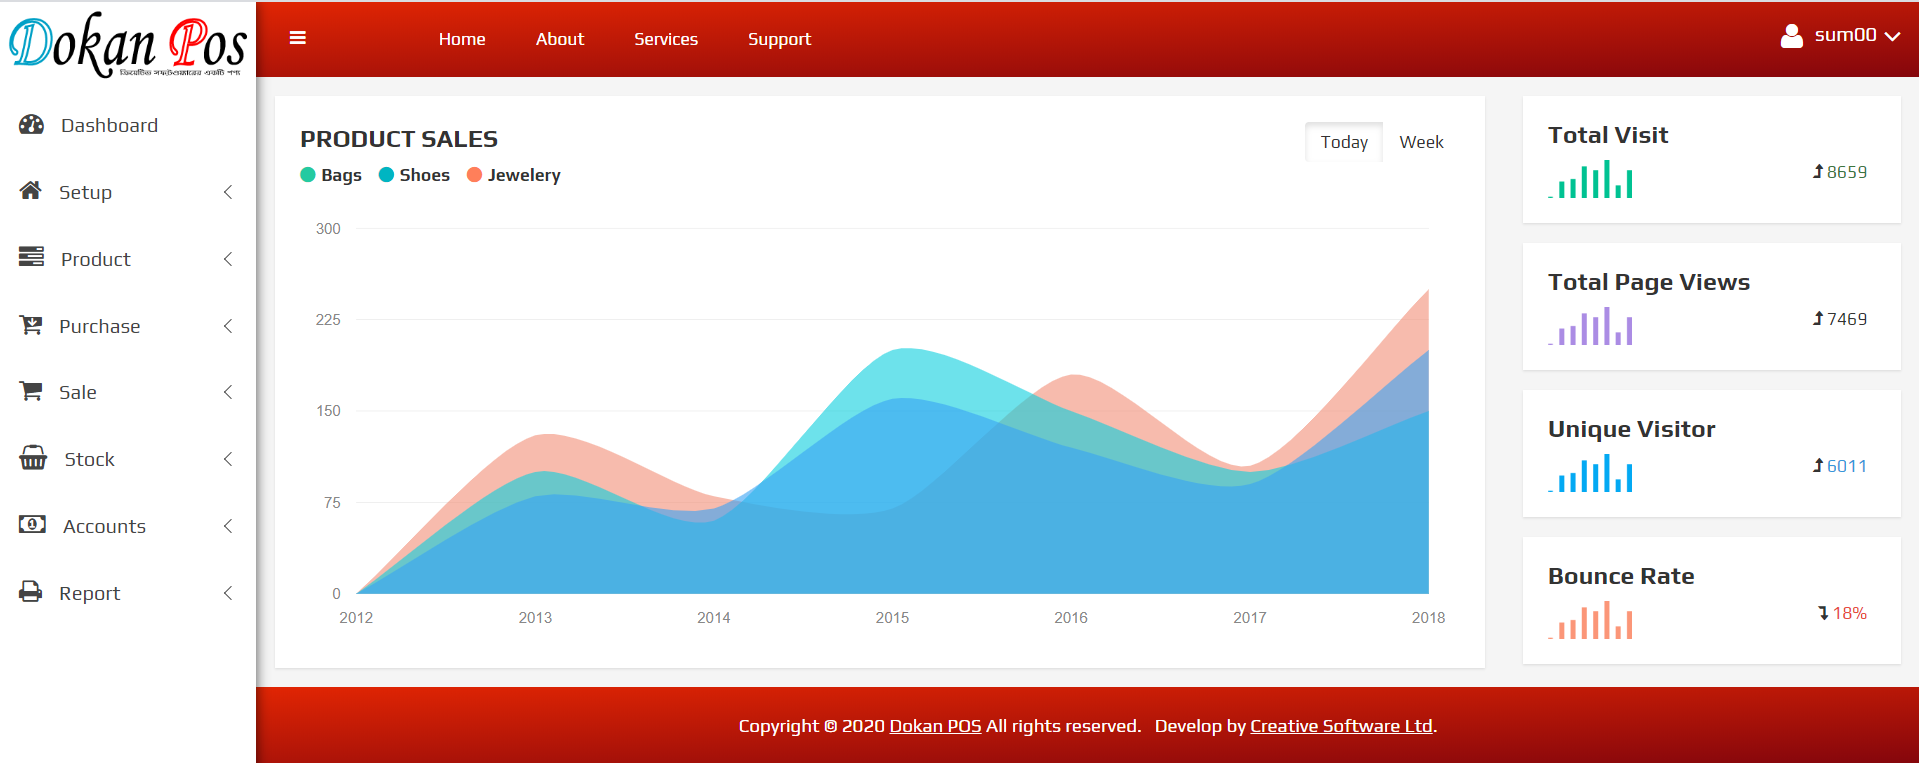 Dokan Pos
Home About Services Support
sum00
Dashboard
Setup
Product
Purchase
Sale
Stock
Accounts
Report
PRODUCT SALES
Today Week
Bags Shoes Jewelery
300
225
150
75
0
2012 2013 2014 2015 2016 2017 2018
Total Visit
8659
Total Page Views
7469
Unique Visitor
6011
Bounce Rate
18%
Copyright © 2020 Dokan POS All rights reserved. Develop by Creative Software Ltd.